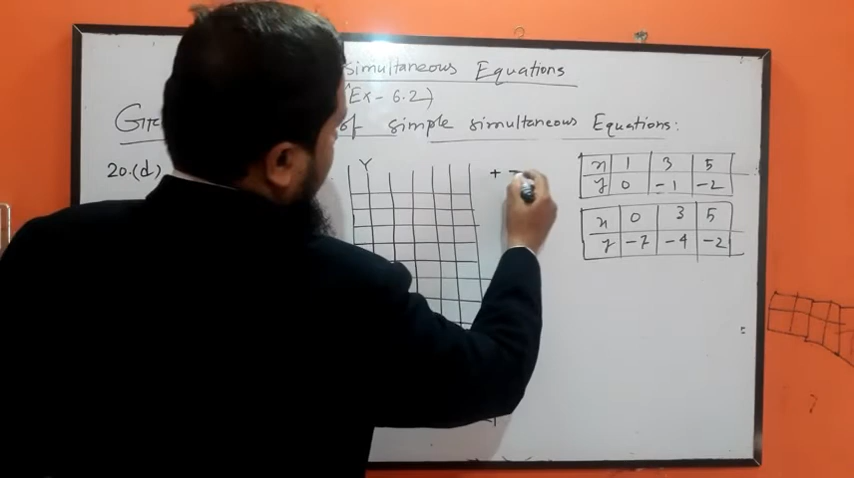 simultaneous Equations
(Ex-6.2)
of simple simultaneous Equations:
20.(d)
Y
+ -
x 1 3 5
y 0 -1 -2
x 0 3 5
y -7 -4 -2